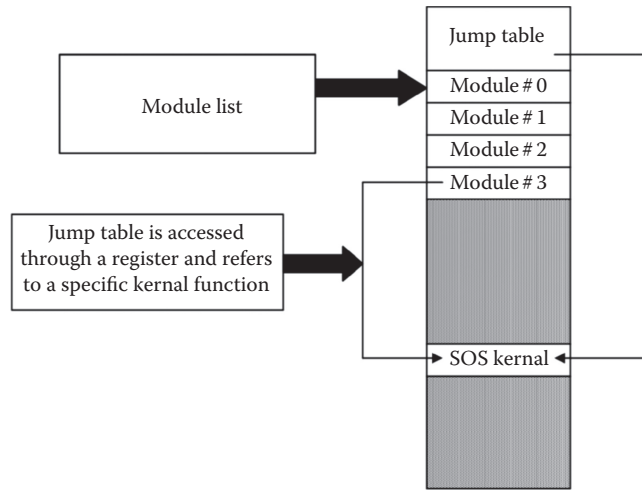 Jump table
Module list
Module # 0
Module # 1
Module # 2
Module # 3
Jump table is accessed
through a register and refers
to a specific kernal function
SOS kernal